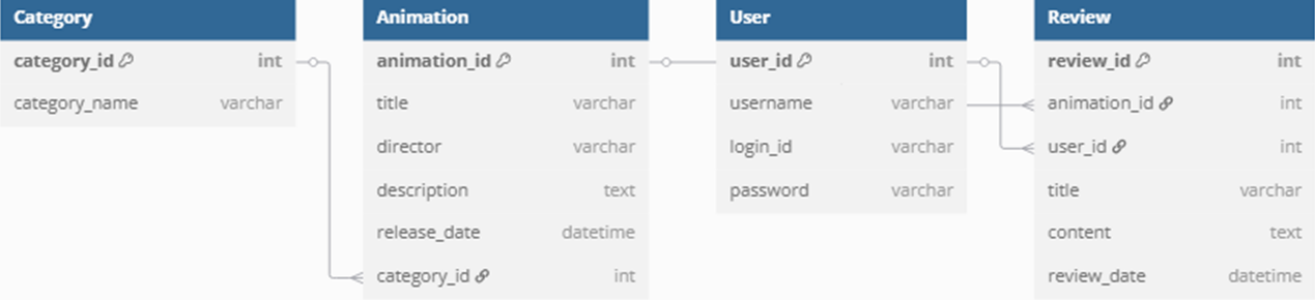 Category
category_id int
category_name varchar
Animation
animation_id int
title varchar
director varchar
description text
release_date datetime
category_id int
User
user_id int
username varchar
login_id varchar
password varchar
Review
review_id int
animation_id int
user_id int
title varchar
content text
review_date datetime